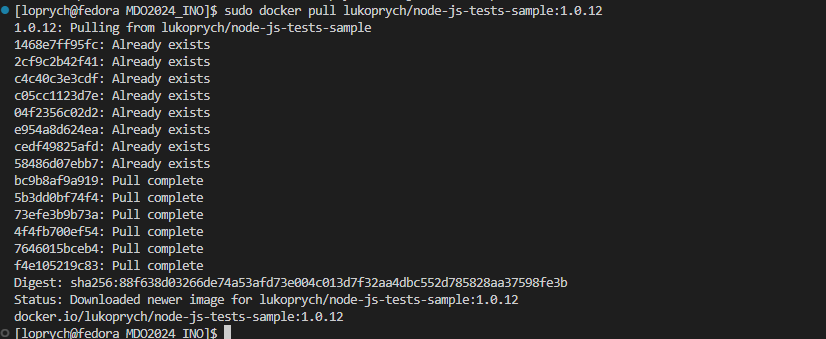 [loprych@fedora MDO2024_INO]$ sudo docker pull lukoprych/node-js-tests-sample:1.0.12
1.0.12: Pulling from lukoprych/node-js-tests-sample
1468e7ff95fc: Already exists
2cf9c2b42f41: Already exists
c4c40c3e3cdf: Already exists
c05cc1123d7e: Already exists
04f2356c02d2: Already exists
e954a8d624ea: Already exists
cedf49825afd: Already exists
58486d07ebb7: Already exists
bc9b8af9a919: Pull complete
5b3dd0bf74f4: Pull complete
73efe3b9b73a: Pull complete
4f4fb700ef54: Pull complete
7646015bceb4: Pull complete
f4e105219c83: Pull complete
Digest: sha256:88f638d03266de74a53afd73e004c013d7f32aa4dbc552d785828aa37598fe3b
Status: Downloaded newer image for lukoprych/node-js-tests-sample:1.0.12
docker.io/lukoprych/node-js-tests-sample:1.0.12
[loprych@fedora MDO2024_INO]$